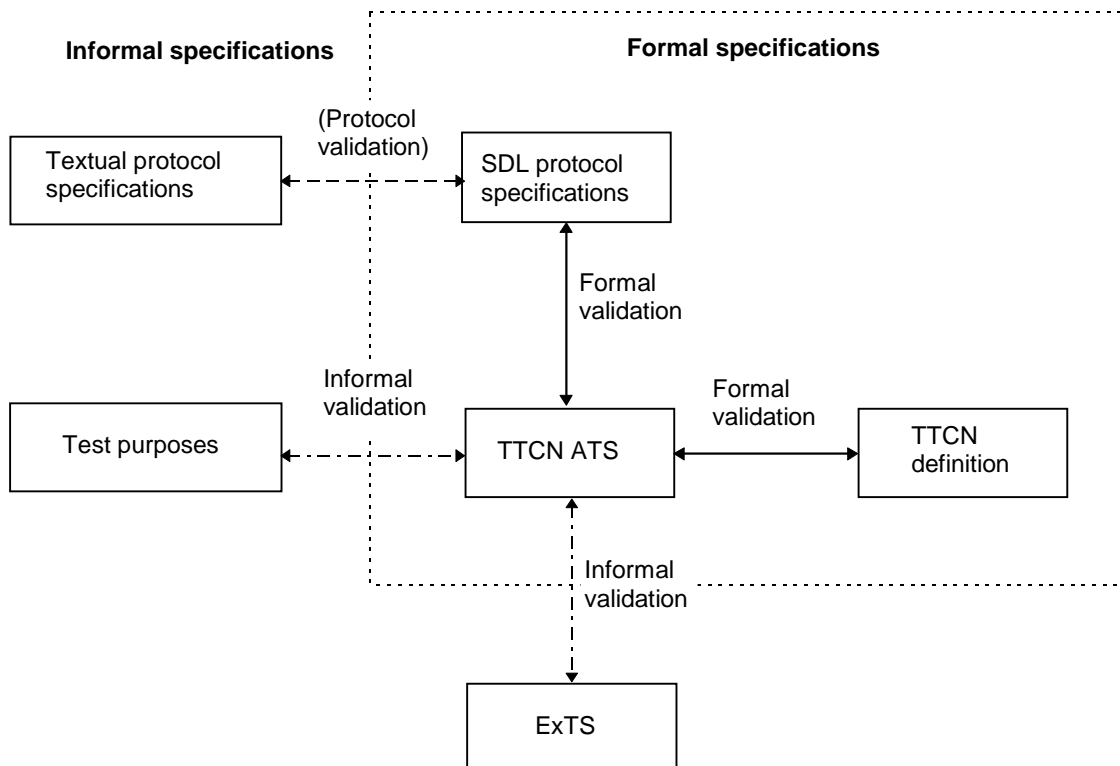 Informal specifications
Formal specifications
(Protocol
validation)
Textual protocol
specifications
SDL protocol
specifications
Formal
validation
Informal
validation
Formal
validation
Test purposes
TTCN ATS
TTCN
definition
Informal
validation
ExTS